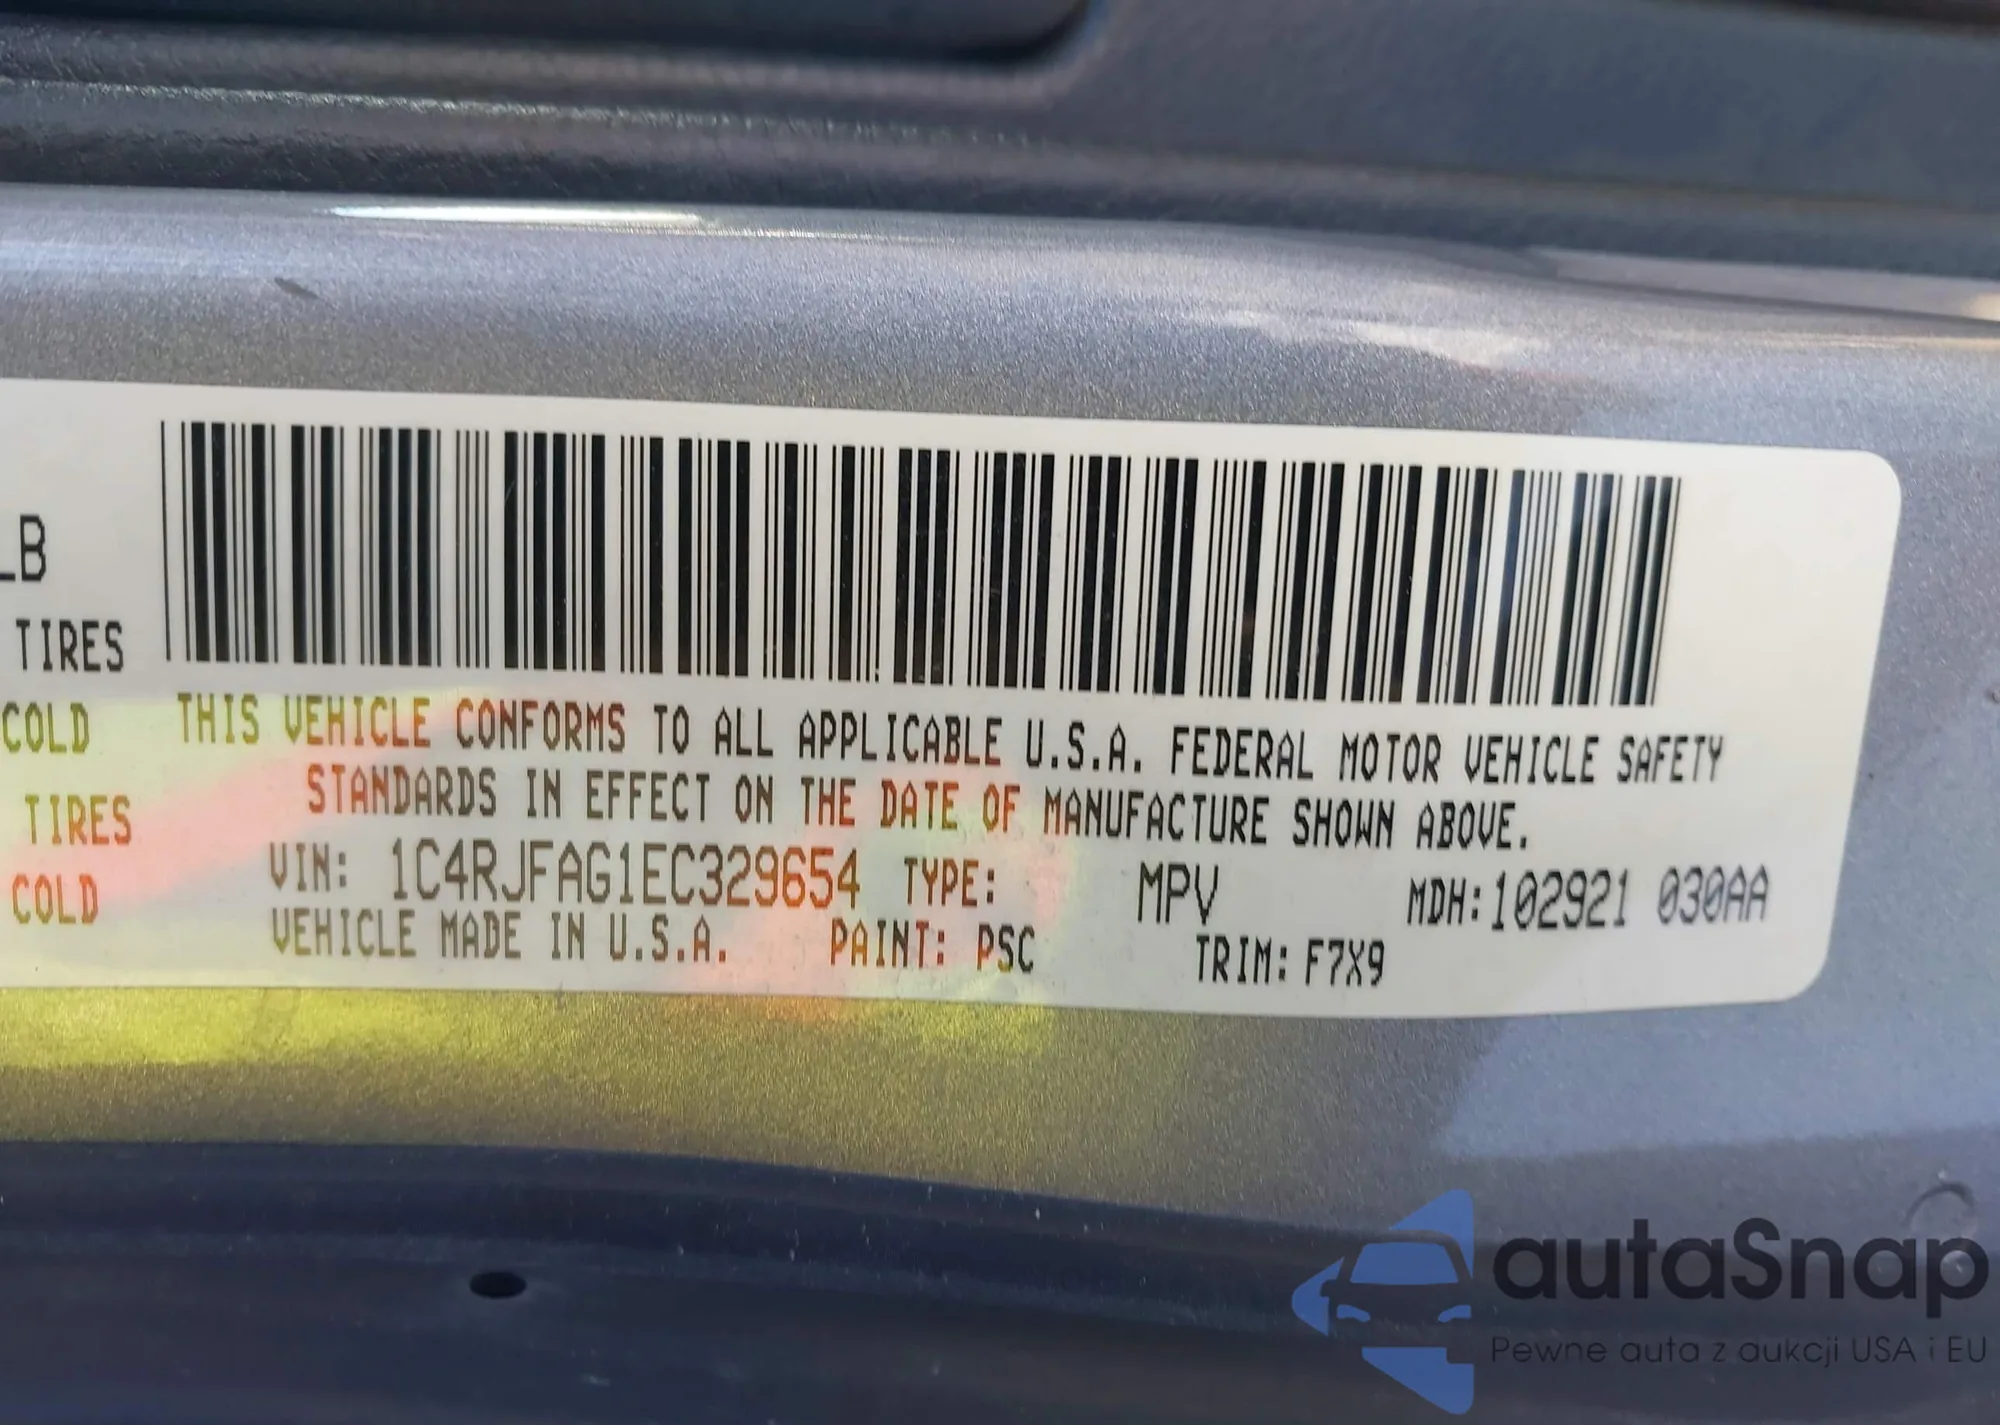 LB
TIRES
COLD
TIRES
COLD
THIS VEHICLE CONFORMS TO ALL APPLICABLE U.S.A. FEDERAL MOTOR VEHICLE SAFETY
STANDARDS IN EFFECT ON THE DATE OF MANUFACTURE SHOWN ABOVE.
VIN: 1C4RJFAG1EC329654 TYPE: MPV MDH:102921 030AA
VEHICLE MADE IN U.S.A. PAINT: PSC TRIM: F7X9
autaSnap
Pewne auta z aukcji USA i EU